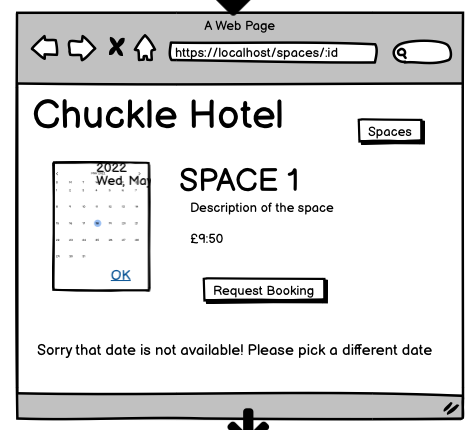 A Web Page
https://localhost/spaces/:id
Chuckle Hotel
Spaces
2022
Wed, May
SPACE 1
Description of the space
£9:50
OK
Request Booking
Sorry that date is not available! Please pick a different date